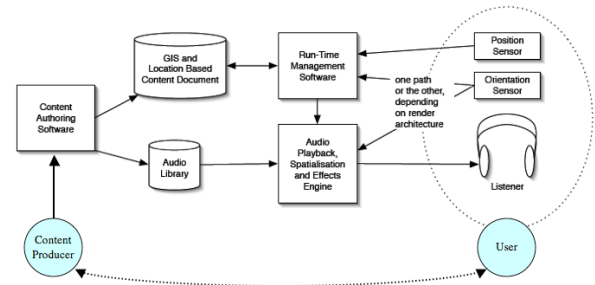 GIS and
Location Based
Content Document
Run-Time
Management
Software
Position
Sensor
Orientation
Sensor
one path
or the other,
depending
on render
architecture
Content
Authoring
Software
Audio
Library
Audio
Playback,
Spatialisation
and Effects
Engine
Listener
Content
Producer
User